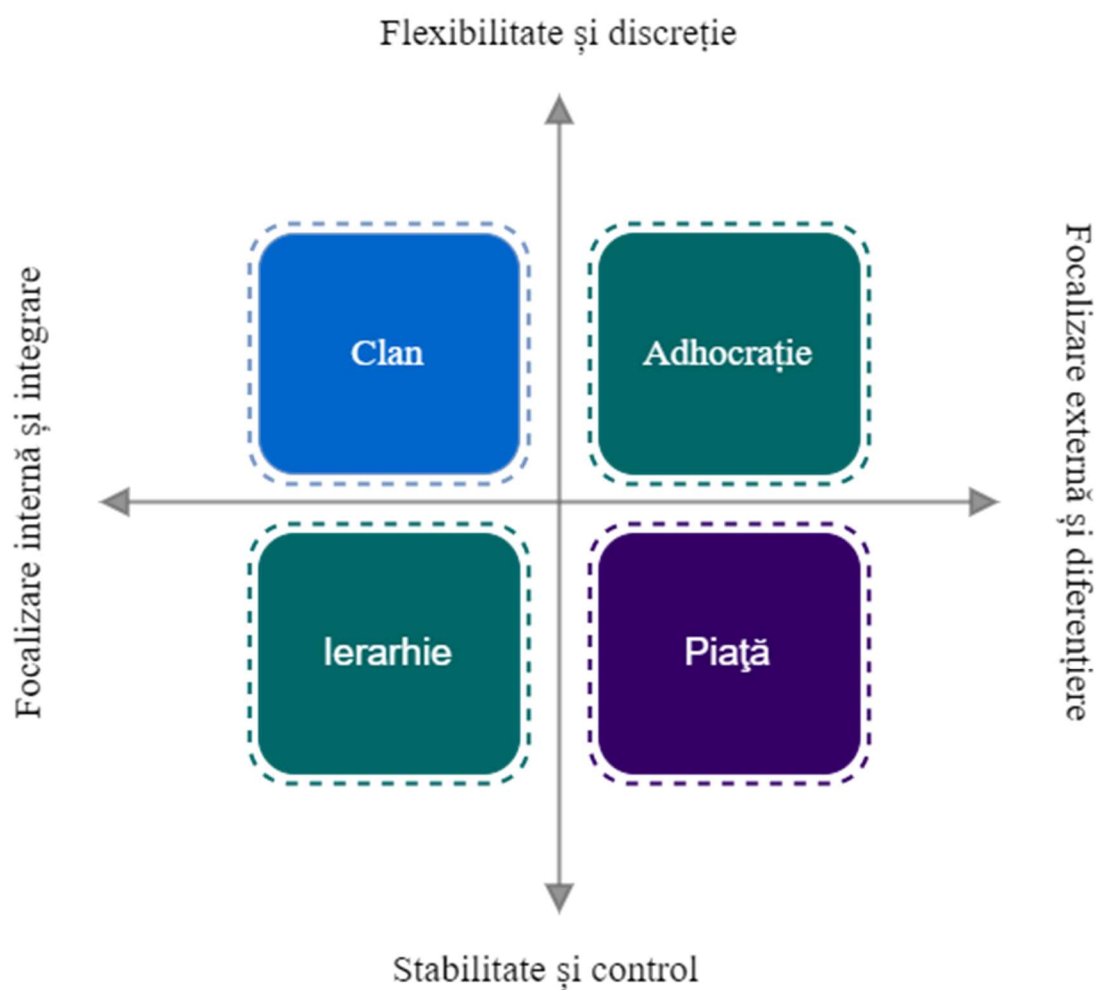 Flexibilitate și discreție
Focalizare internă și integrare
Clan
Adhocrație
Focalizare externă și diferențiere
Ierarhie
Piaţă
Stabilitate și control